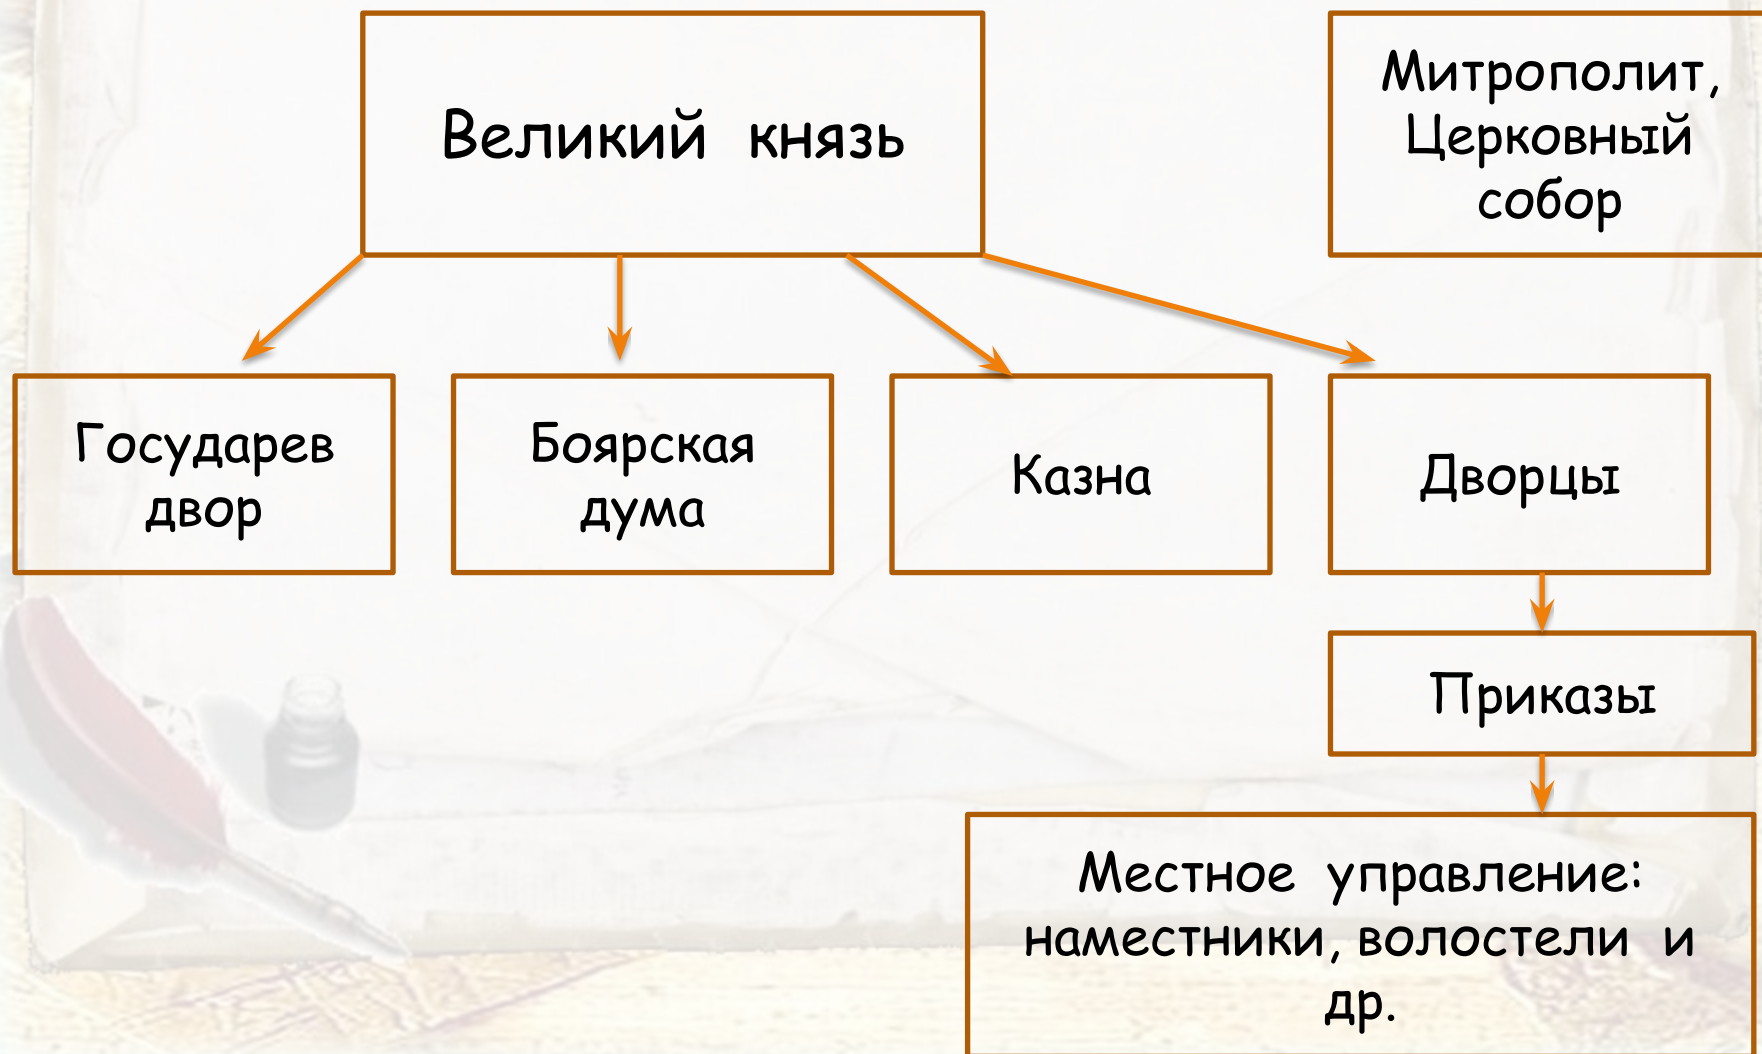 Великий князь
Митрополит,
Церковный
собор
Государев
двор
Боярская
дума
Казна
Дворцы
Приказы
Местное управление:
наместники, волостели и
др.